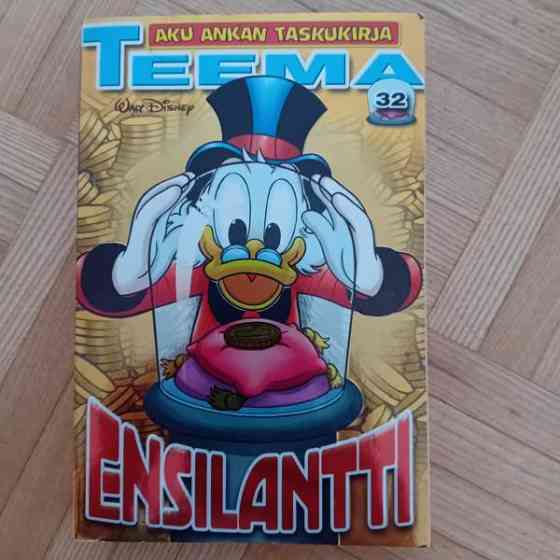 AKU ANKAN TASKUKIRJA
TEEMA
32
Walt Disney
ENSILANTTI